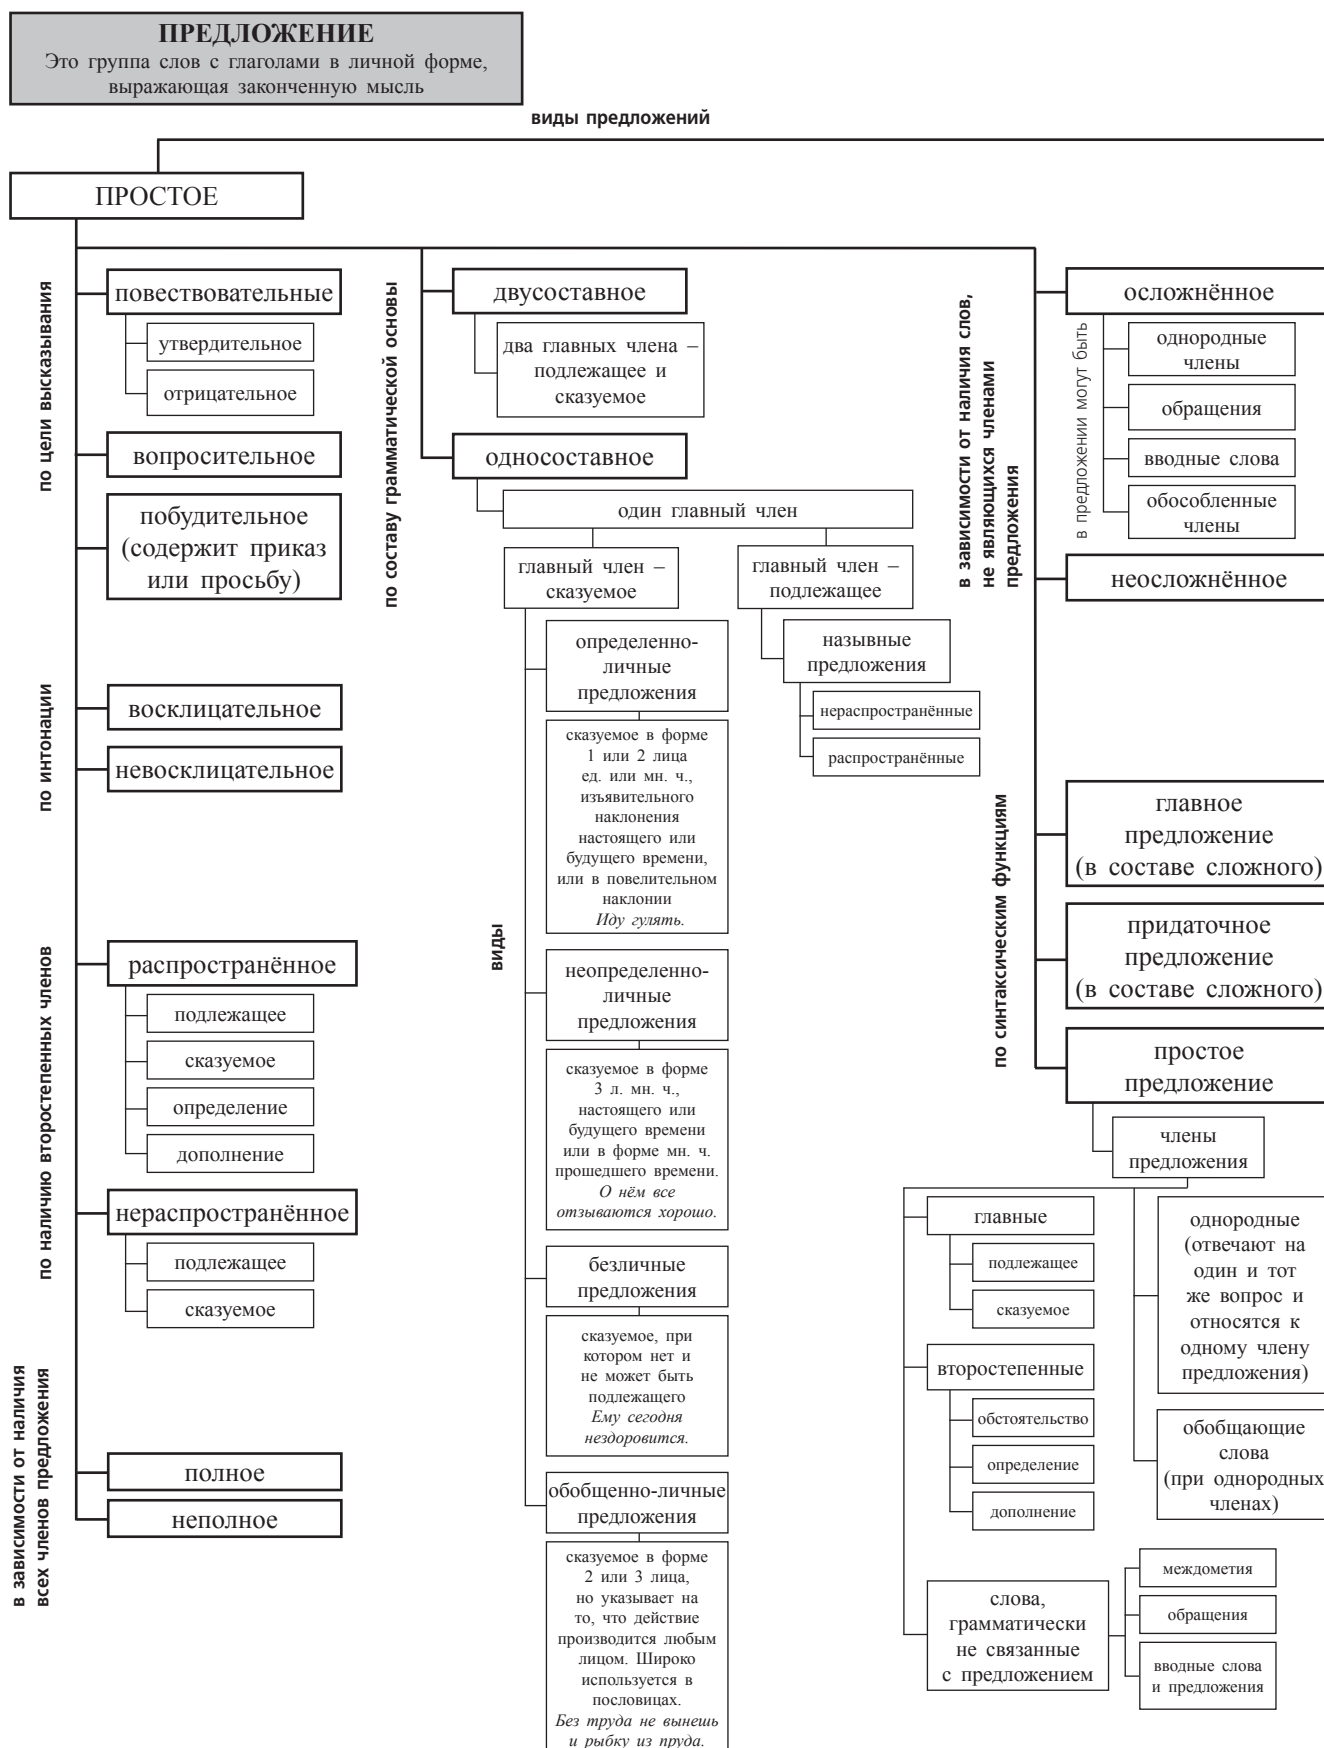 ПРЕДЛОЖЕНИЕ
Это группа слов с глаголами в личной форме,
выражающая законченную мысль
виды предложений
ПРОСТОЕ
по цели высказывания
повествовательные
утвердительное
отрицательное
вопросительное
побудительное
(содержит приказ
или просьбу)
по интонации
восклицательное
невосклицательное
по наличию второстепенных членов
распространённое
подлежащее
сказуемое
определение
дополнение
нераспространённое
подлежащее
сказуемое
в зависимости от наличия
всех членов предложения
полное
неполное
по составу грамматической основы
двусоставное
два главных члена –
подлежащее и
сказуемое
односоставное
один главный член
главный член –
сказуемое
виды
определенно-
личные
предложения
сказуемое в форме
1 или 2 лица
ед. или мн. ч.,
изъявительного
наклонения
настоящего или
будущего времени,
или в повелительном
наклонии
Иду гулять.
неопределенно-
личные
предложения
сказуемое в форме
3 л. мн. ч.,
настоящего или
будущего времени
или в форме мн. ч.
прошедшего времени.
О нём все
отзываются хорошо.
безличные
предложения
сказуемое, при
котором нет и
не может быть
подлежащего
Ему сегодня
нездоровится.
обобщенно-личные
предложения
сказуемое в форме
2 или 3 лица,
но указывает на
то, что действие
производится любым
лицом. Широко
используется в
пословицах.
Без труда не вынешь
и рыбку из пруда.
главный член –
подлежащее
назывные
предложения
нераспространённые
распространённые
в зависимости от наличия слов,
не являющихся членами
предложения
осложнённое
в предложении могут быть
однородные
члены
обращения
вводные слова
обособленные
члены
неосложнённое
по синтаксическим функциям
главное
предложение
(в составе сложного)
придаточное
предложение
(в составе сложного)
простое
предложение
члены
предложения
главные
подлежащее
сказуемое
второстепенные
обстоятельство
определение
дополнение
слова,
грамматически
не связанные
с предложением
междометия
обращения
вводные слова
и предложения
однородные
(отвечают на
один и тот
же вопрос и
относятся к
одному члену
предложения)
обобщающие
слова
(при однородных
членах)